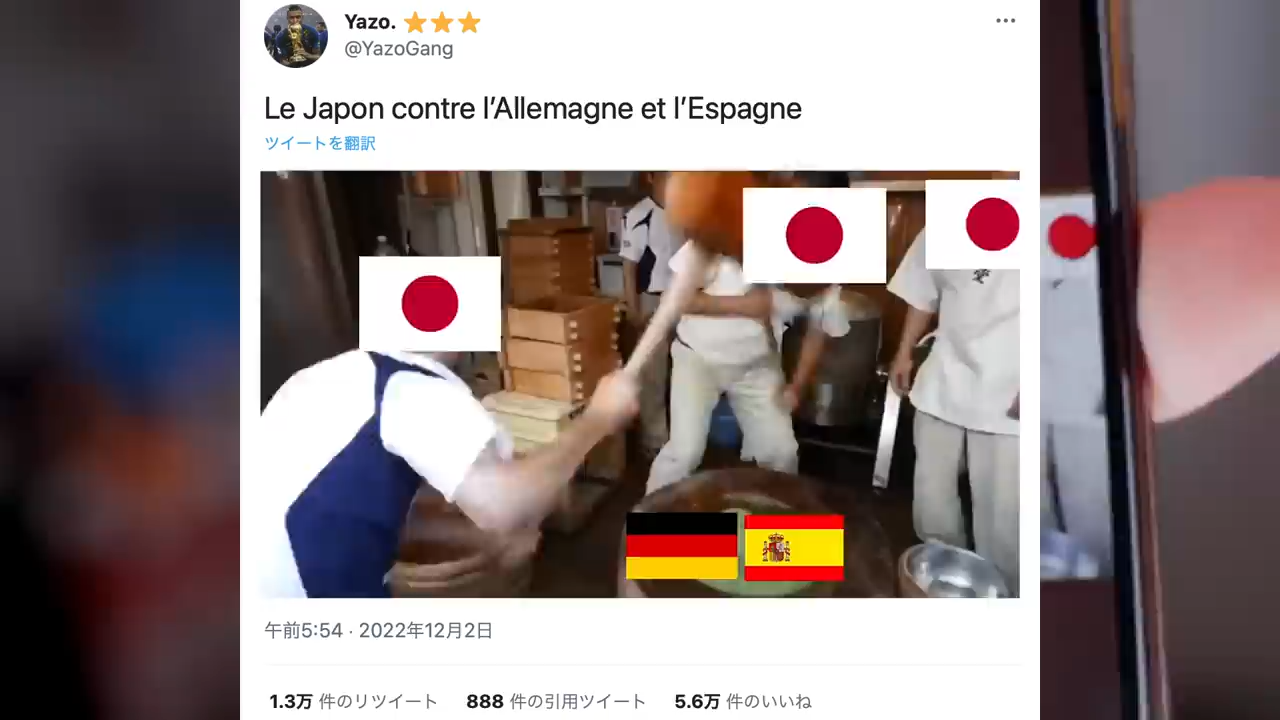 Yazo. ⭐⭐⭐
@YazoGang
Le Japon contre l’Allemagne et l’Espagne
ツイートを翻訳
堂
午前5:54 · 2022年12月2日
1.3万 件のリツイート 888 件の引用ツイート 5.6万 件のいいね